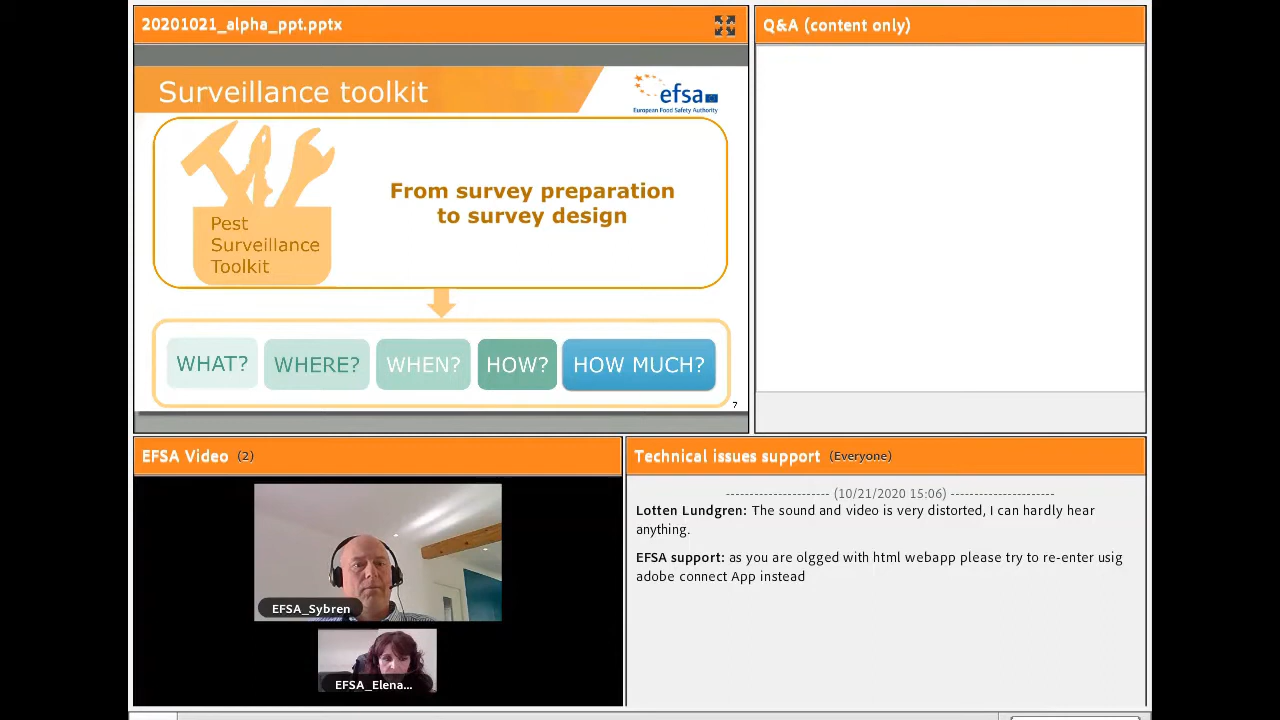 20201021_alpha_ppt.pptx
Surveillance toolkit
efsa
European Food Safety Authority
Pest
Surveillance
Toolkit
From survey preparation
to survey design
WHAT?
WHERE?
WHEN?
HOW?
HOW MUCH?
7
Q&A (content only)
EFSA Video (2)
EFSA_Sybren
EFSA_Elena...
Technical issues support (Everyone)
---------------------- (10/21/2020 15:06) ----------------------
Lotten Lundgren: The sound and video is very distorted, I can hardly hear
anything.
EFSA support: as you are olgged with html webapp please try to re-enter usig
adobe connect App instead